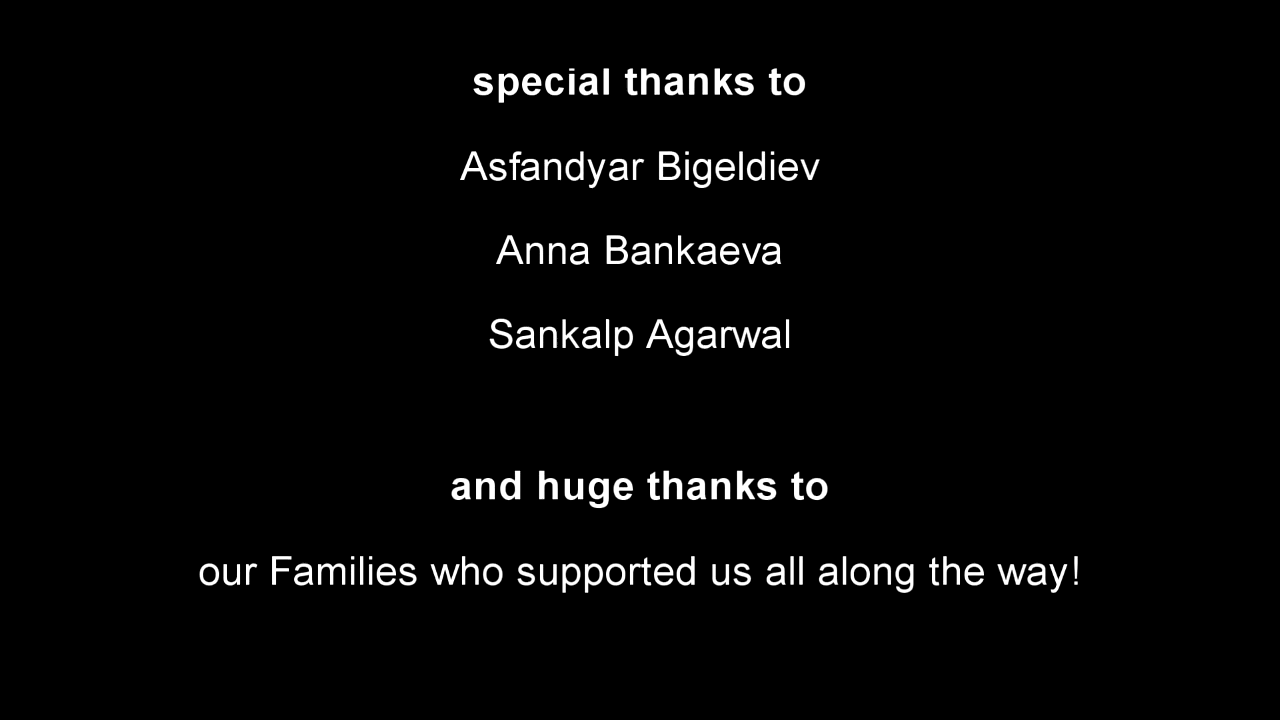 special thanks to
Asfandyar Bigeldiev
Anna Bankaeva
Sankalp Agarwal
and huge thanks to
our Families who supported us all along the way!